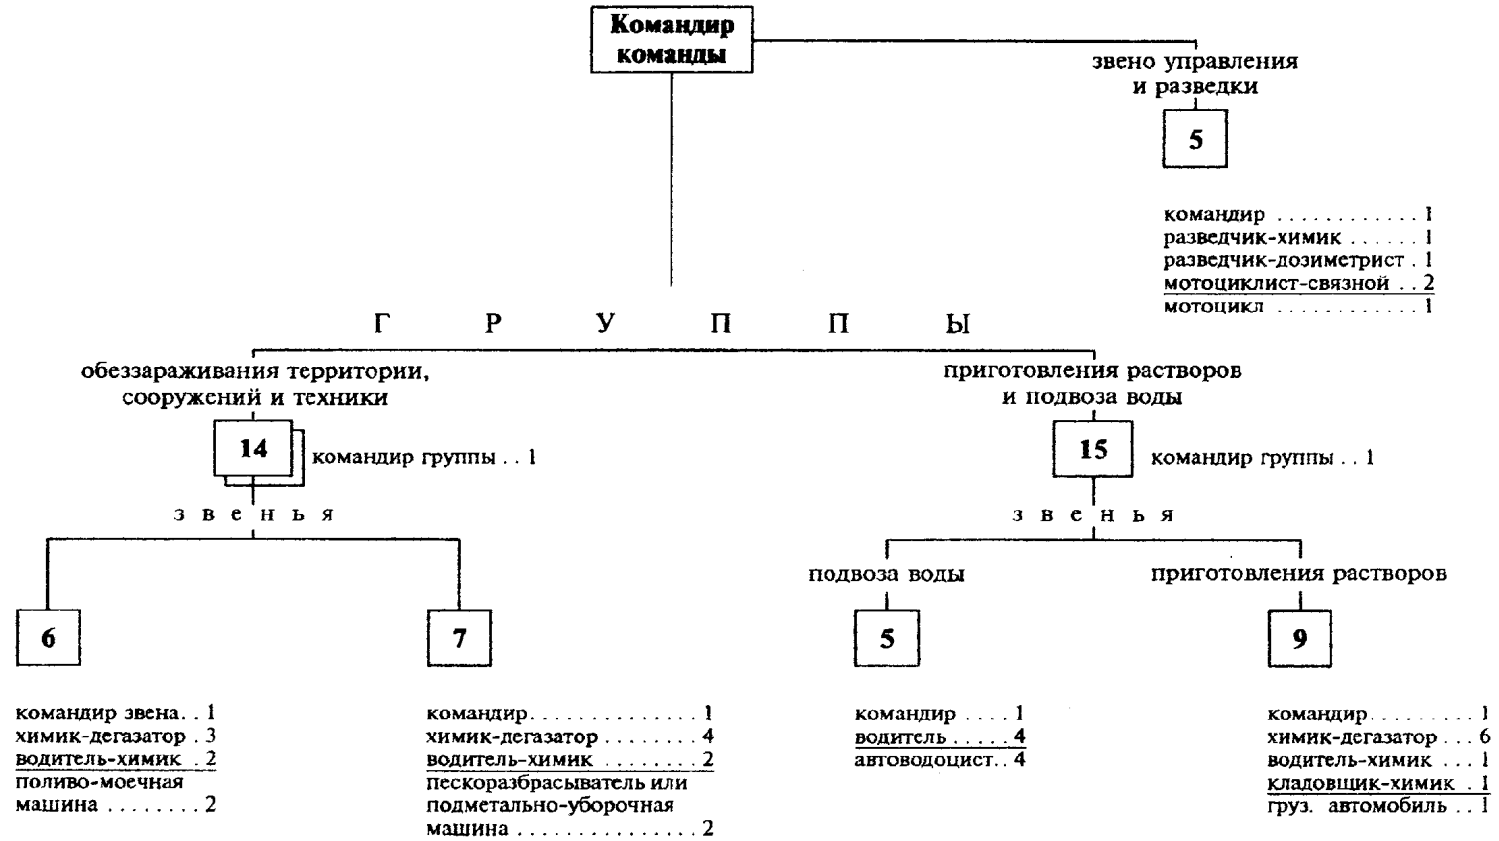 Командир
команды
звено управления
и разведки
5
командир . . . . . . . . . . . . 1
разведчик-химик . . . . . . 1
разведчик-дозиметрист . 1
мотоциклист-связной . . 2
мотоцикл . . . . . . . . . . . . 1
Г Р У П П Ы
обеззараживания территории,
сооружений и техники
14
командир группы . . 1
з в е н ь я
6
командир звена. . 1
химик-дегазатор . 3
водитель-химик . 2
поливо-моечная
машина . . . . . . . . 2
7
командир. . . . . . . . . . . . . . 1
химик-дегазатор . . . . . . . . 4
водитель-химик . . . . . . . . 2
пескоразбрасыватель или
подметально-уборочная
машина . . . . . . . . . . . . . . . 2
приготовления растворов
и подвоза воды
15
командир группы . . 1
з в е н ь я
подвоза воды
5
командир . . . . 1
водитель . . . . . 4
автоводоцист. . 4
приготовления растворов
9
командир. . . . . . . . . 1
химик-дегазатор . . . 6
водитель-химик . . . 1
кладовщик-химик . 1
груз. автомобиль . . 1